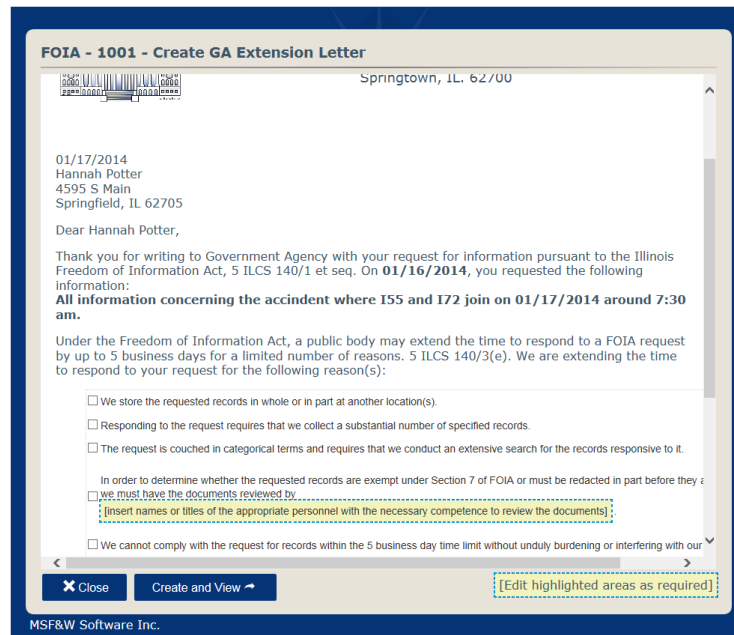 FOIA - 1001 - Create GA Extension Letter
Springtown, IL. 62700
01/17/2014
Hannah Potter
4595 S Main
Springfield, IL 62705
Dear Hannah Potter,
Thank you for writing to Government Agency with your request for information pursuant to the Illinois
Freedom of Information Act, 5 ILCS 140/1 et seq. On 01/16/2014, you requested the following
information:
All information concerning the accindent where I55 and I72 join on 01/17/2014 around 7:30
am.
Under the Freedom of Information Act, a public body may extend the time to respond to a FOIA request
by up to 5 business days for a limited number of reasons. 5 ILCS 140/3(e). We are extending the time
to respond to your request for the following reason(s):
We store the requested records in whole or in part at another location(s).
Responding to the request requires that we collect a substantial number of specified records.
The request is couched in categorical terms and requires that we conduct an extensive search for the records responsive to it.
In order to determine whether the requested records are exempt under Section 7 of FOIA or must be redacted in part before they a
we must have the documents reviewed by
[insert names or titles of the appropriate personnel with the necessary competence to review the documents] .
We cannot comply with the request for records within the 5 business day time limit without unduly burdening or interfering with our
Close
Create and View
[Edit highlighted areas as required]
MSF&W Software Inc.